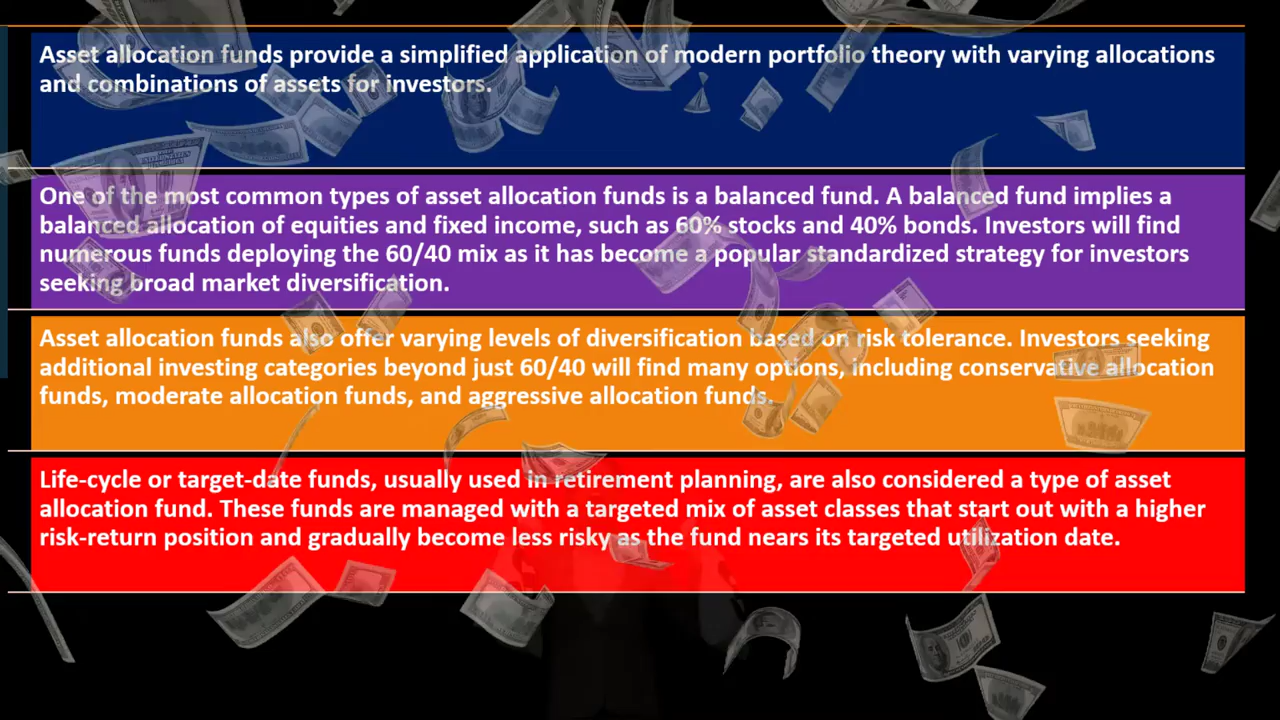 Asset allocation funds provide a simplified application of modern portfolio theory with varying allocations
and combinations of assets for investors.
One of the most common types of asset allocation funds is a balanced fund. A balanced fund implies a
balanced allocation of equities and fixed income, such as 60% stocks and 40% bonds. Investors will find
numerous funds deploying the 60/40 mix as it has become a popular standardized strategy for investors
seeking broad market diversification.
Asset allocation funds also offer varying levels of diversification based on risk tolerance. Investors seeking
additional investing categories beyond just 60/40 will find many options, including conservative allocation
funds, moderate allocation funds, and aggressive allocation funds.
Life-cycle or target-date funds, usually used in retirement planning, are also considered a type of asset
allocation fund. These funds are managed with a targeted mix of asset classes that start out with a higher
risk-return position and gradually become less risky as the fund nears its targeted utilization date.